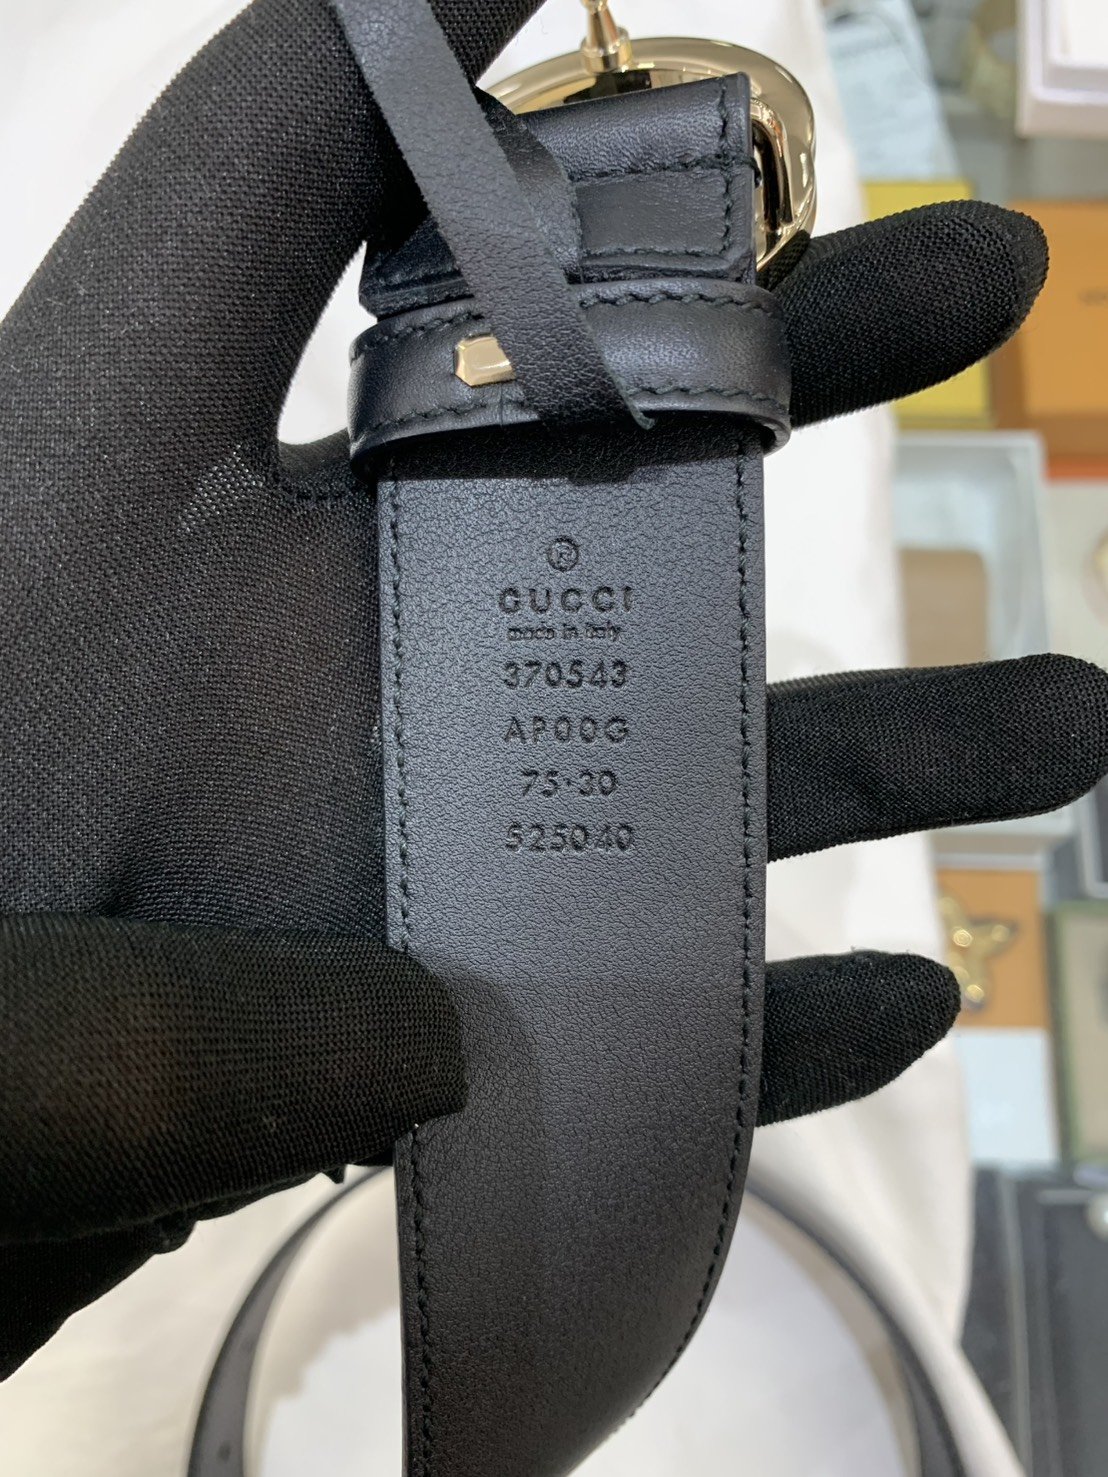 ®
GUCCI
made in italy
370543
AP00G
75·30
525040